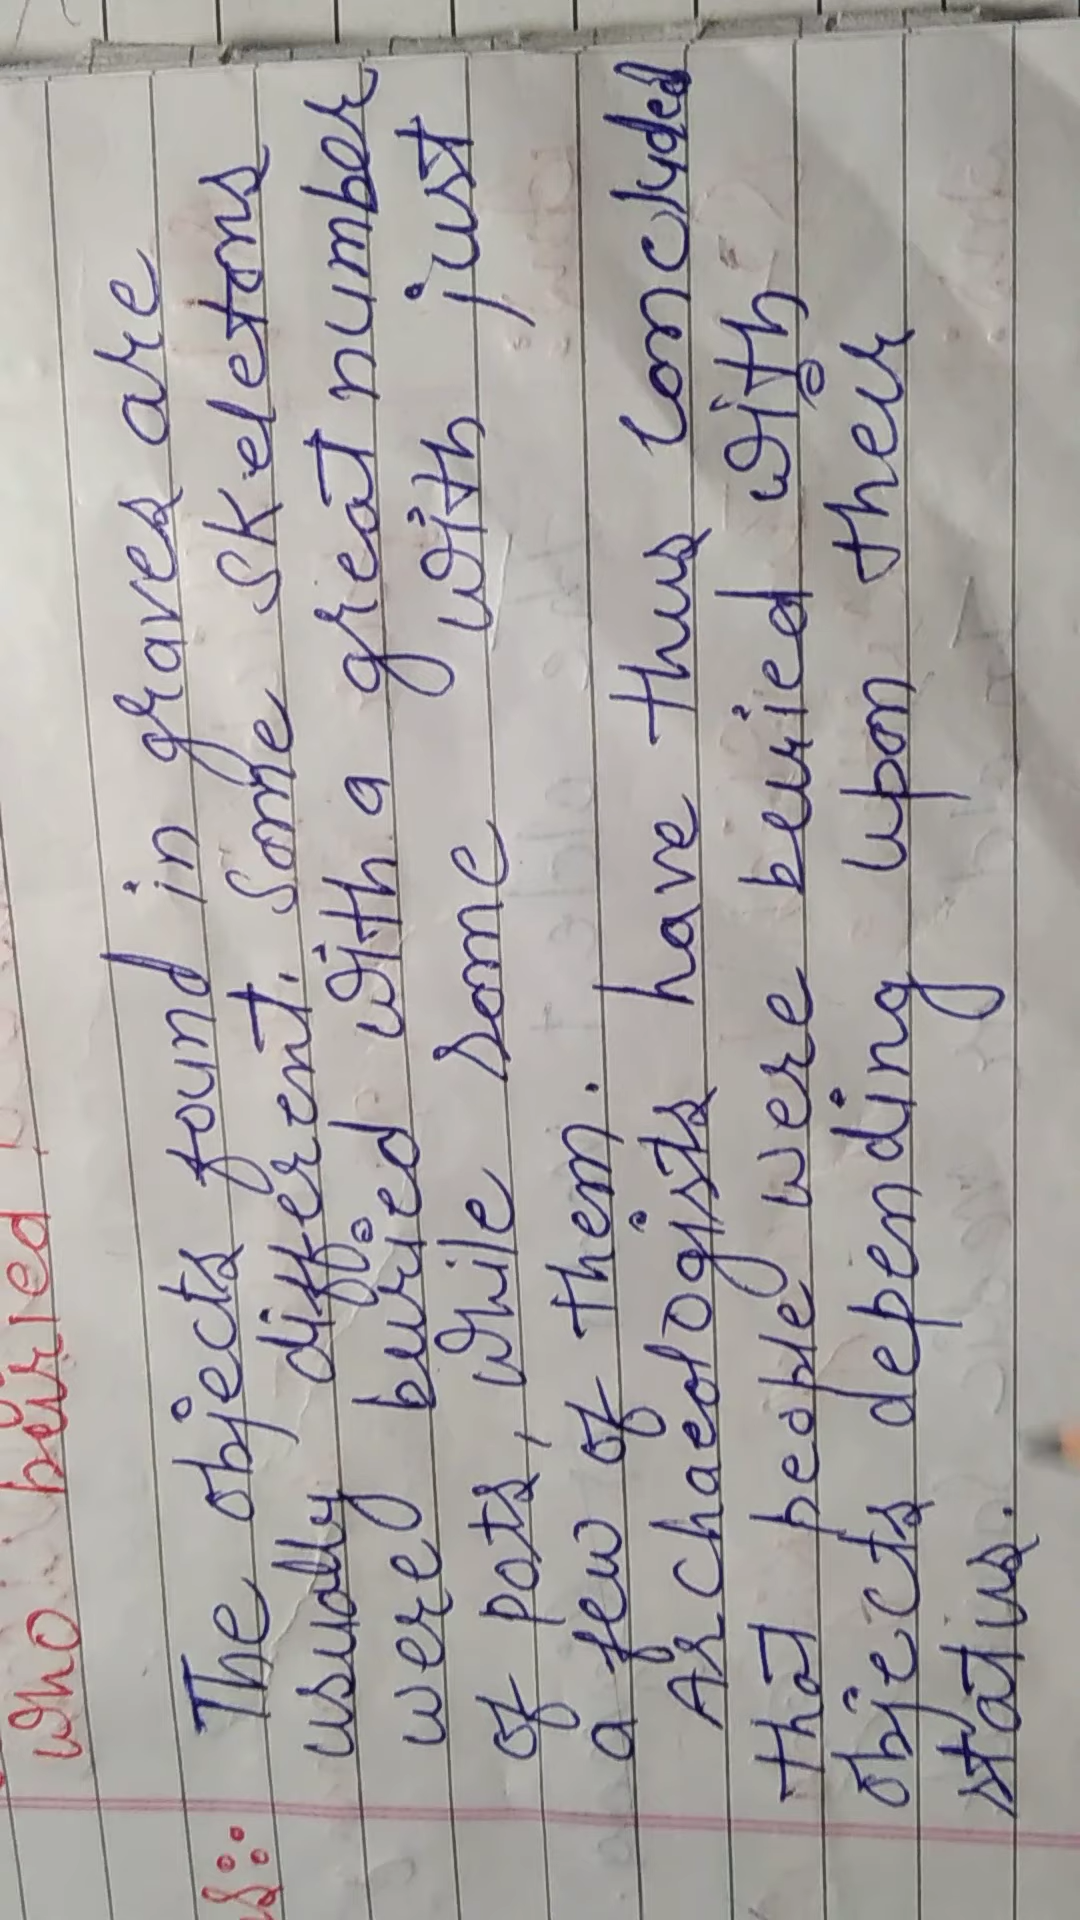 who buried
s::
The objects found in graves are
usually different. Some skeletons
were buried with a great number
of pots, while some with just
a few of them.
Archaeologists have thus concluded
that people were buried with
objects depending upon their
status.